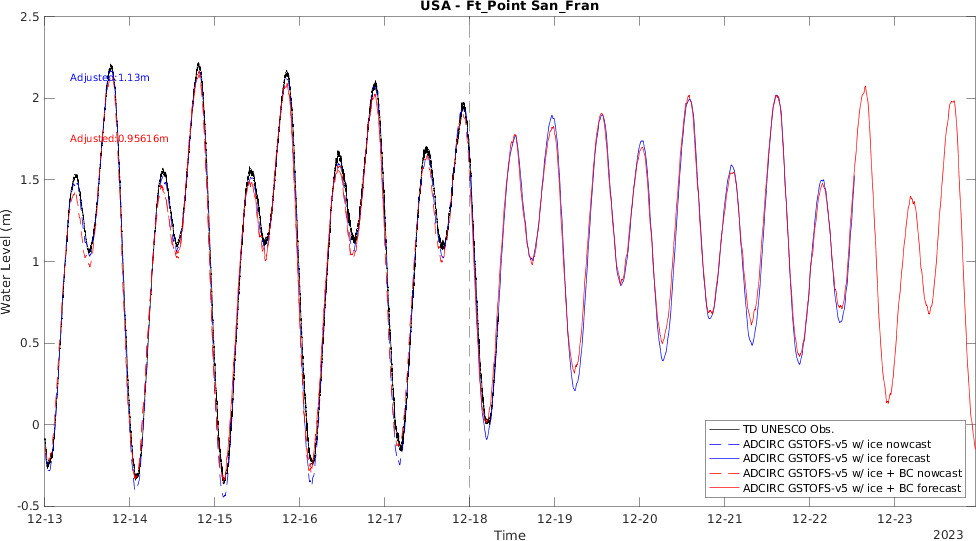 USA - Ft_Point San_Fran
2.5
2
1.5
1
0.5
0
-0.5
Water Level (m)
Adjusted:1.13m
Adjusted:0.95616m
TD UNESCO Obs.
ADCIRC GSTOFS-v5 w/ ice nowcast
ADCIRC GSTOFS-v5 w/ ice forecast
ADCIRC GSTOFS-v5 w/ ice + BC nowcast
ADCIRC GSTOFS-v5 w/ ice + BC forecast
12-13 12-14 12-15 12-16 12-17 12-18 12-19 12-20 12-21 12-22 12-23
Time
2023